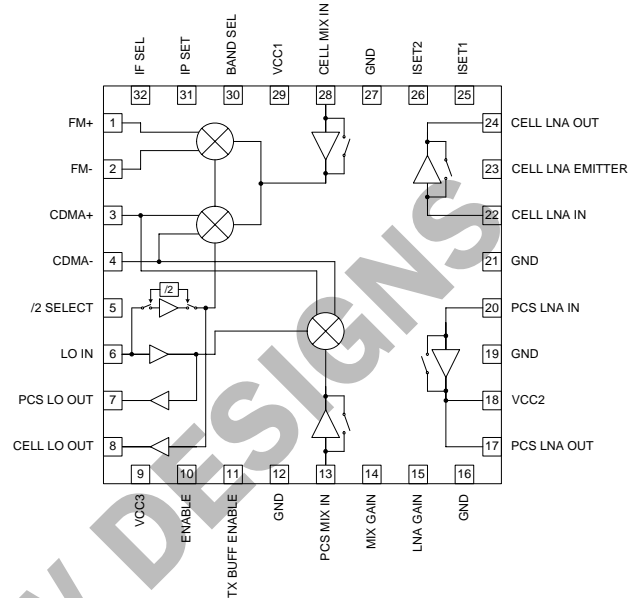 IF SEL
IP SET
BAND SEL
VCC1
CELL MIX IN
GND
ISET2
ISET1
32
31
30
29
28
27
26
25
FM+ 1
24 CELL LNA OUT
FM- 2
23 CELL LNA EMITTER
CDMA+ 3
22 CELL LNA IN
CDMA- 4
21 GND
/2
/2 SELECT 5
20 PCS LNA IN
LO IN 6
19 GND
PCS LO OUT 7
18 VCC2
CELL LO OUT 8
17 PCS LNA OUT
9
10
11
12
13
14
15
16
VCC3
ENABLE
TX BUFF ENABLE
GND
PCS MIX IN
MIX GAIN
LNA GAIN
GND
DESIGNS